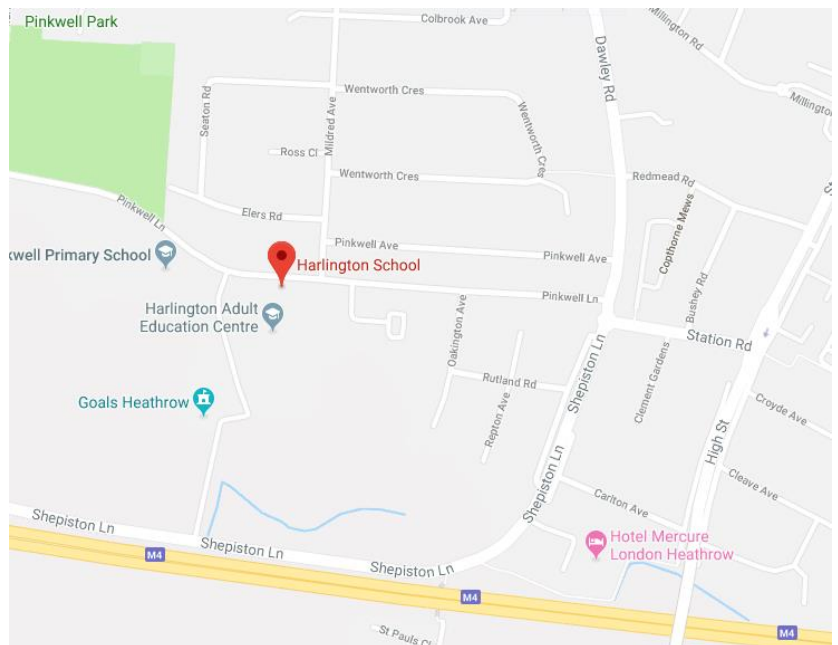 Pinkwell Park
Colbrook Ave
Millington Rd
Dawley Rd
Wentworth Cres
Millington
Seaton Rd
Mildred Ave
Wentworth Cres
Ross Cl
Wentworth Cres
Redmead Rd
Pinkwell Ln
Elers Rd
Copthorne Mews
kwell Primary School
Pinkwell Ave
Pinkwell Ave
Harlington School
Bushey Rd
Pinkwell Ln
Harlington Adult
Education Centre
Oakington Ave
Station Rd
Shepiston Ln
Rutland Rd
Clement Gardens
Goals Heathrow
Repton Ave
Croyde Ave
High St
Cleave Ave
Shepiston Ln
Carlton Ave
Shepiston Ln
Hotel Mercure
London Heathrow
Shepiston Ln
M4
Shepiston Ln
M4
M4
St Pauls Cl